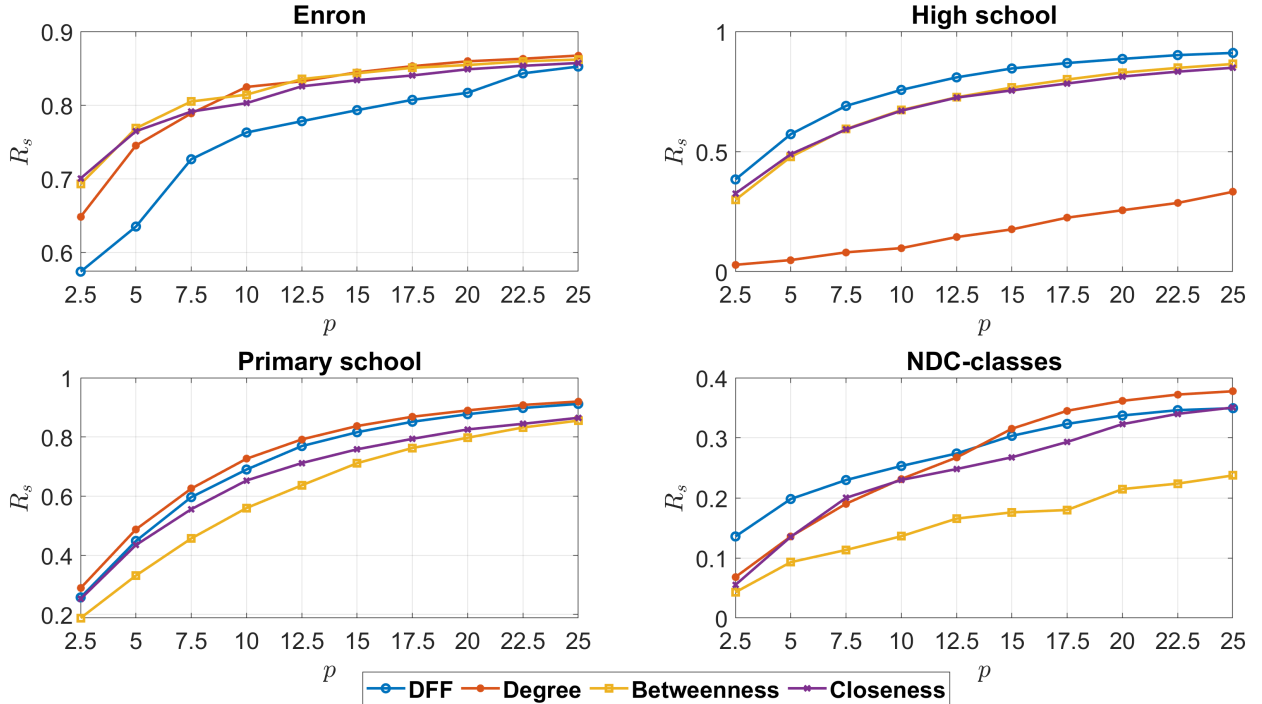 Enron
0.9
0.8
0.7
0.6
R_s
2.5 5 7.5 10 12.5 15 17.5 20 22.5 25
p
High school
1
0.5
0
R_s
2.5 5 7.5 10 12.5 15 17.5 20 22.5 25
p
Primary school
1
0.8
0.6
0.4
0.2
R_s
2.5 5 7.5 10 12.5 15 17.5 20 22.5 25
p
NDC-classes
0.4
0.3
0.2
0.1
0
R_s
2.5 5 7.5 10 12.5 15 17.5 20 22.5 25
p
DFF Degree Betweenness Closeness